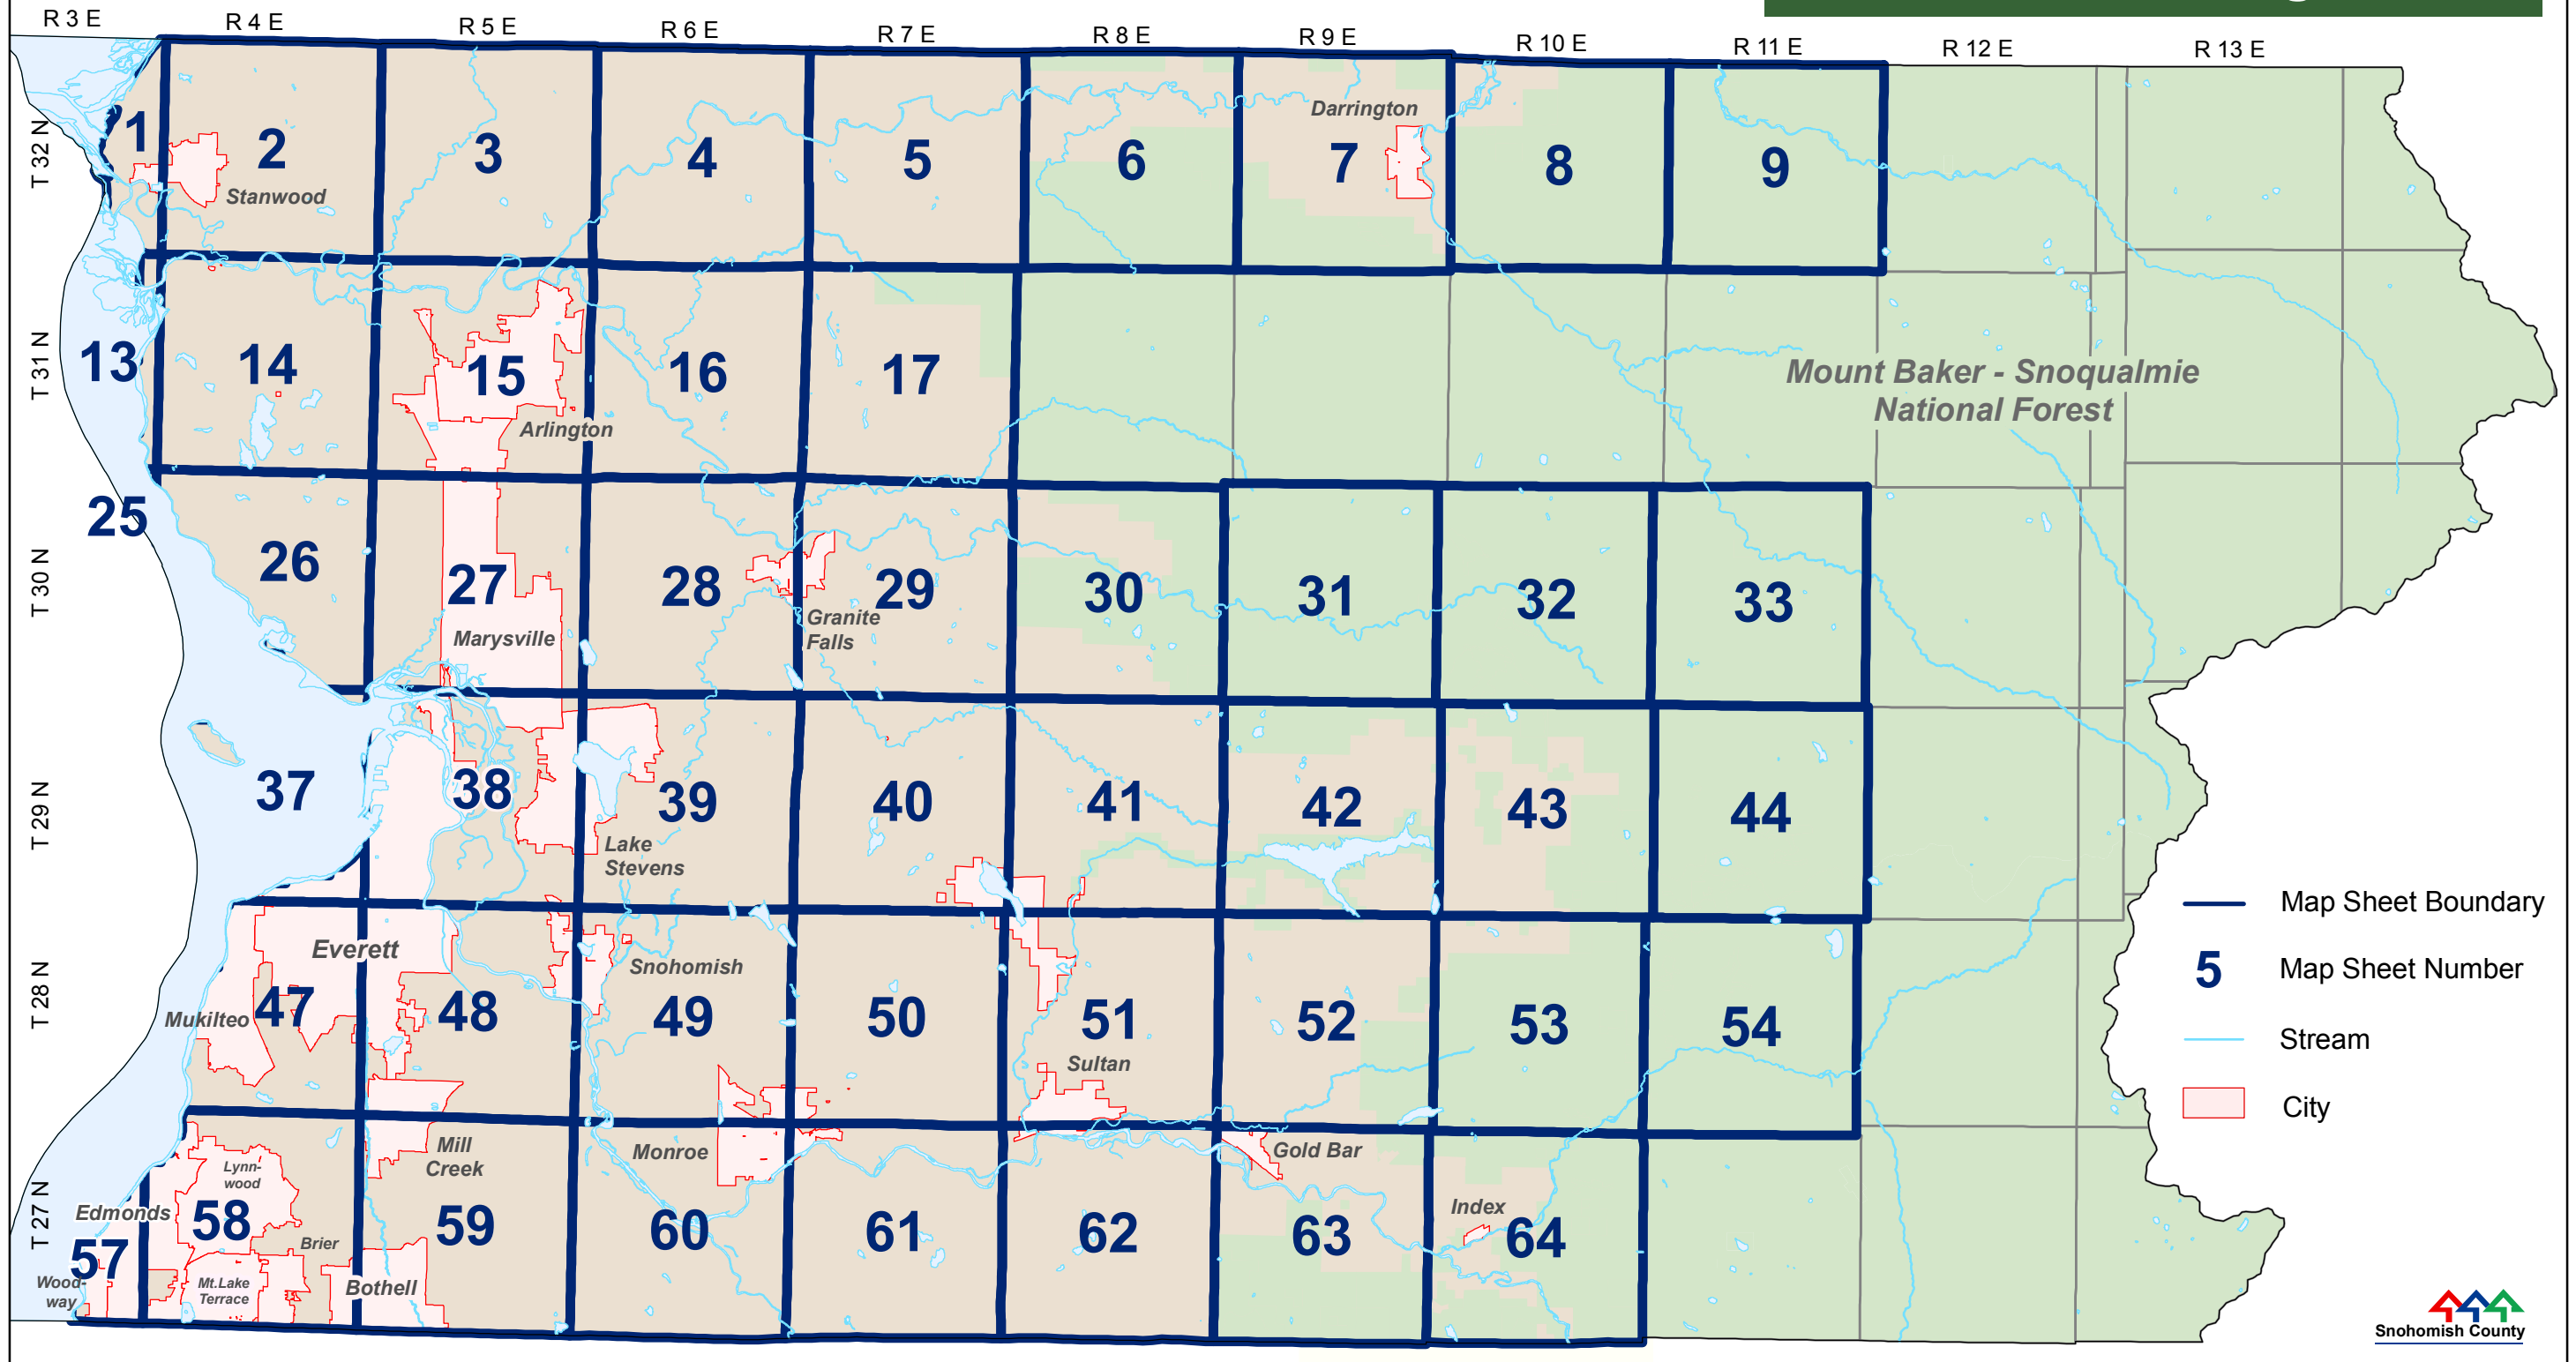 R 3 E
R 4 E
R 5 E
R 6 E
R 7 E
R 8 E
R 9 E
R 10 E
R 11 E
R 12 E
R 13 E
T 32 N
1
2
3
4
5
6
7
8
9
Stanwood
Darrington
T 31 N
13
14
15
16
17
Arlington
Mount Baker - Snoqualmie
National Forest
T 30 N
25
26
27
28
29
30
31
32
33
Marysville
Granite
Falls
T 29 N
37
38
39
40
41
42
43
44
Lake
Stevens
T 28 N
Everett
Snohomish
Mukilteo
47
48
49
50
51
52
53
54
Sultan
T 27 N
Mill
Creek
Monroe
Gold Bar
Lynn-
wood
Edmonds
Index
57
58
59
60
61
62
63
64
Brier
Wood-
way
Mt.Lake
Terrace
Bothell
Map Sheet Boundary
5 Map Sheet Number
Stream
City
Snohomish County